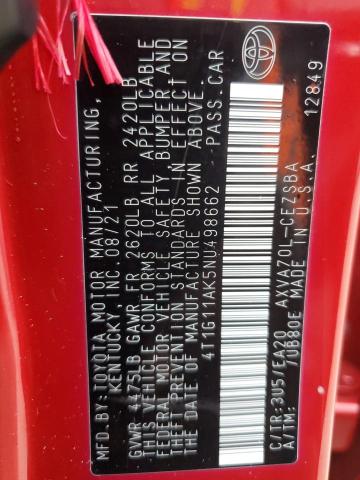 MFD.BY:TOYOTA MOTOR MANUFACTURING,
KENTUCKY, INC. 08/21
GVWR 4475LB GAWR FR 2620LB RR 2420LB
THIS VEHICLE CONFORMS TO ALL APPLICABLE
FEDERAL MOTOR VEHICLE SAFETY, BUMPER, AND
THEFT PREVENTION STANDARDS IN EFFECT ON
THE DATE OF MANUFACTURE SHOWN ABOVE.
4T1G11AK5NU498662 PASS.CAR
C/TR:3U5/EA20 AXVA70L-CEZSBA
A/TM: /UB80E MADE IN U.S.A. 12849